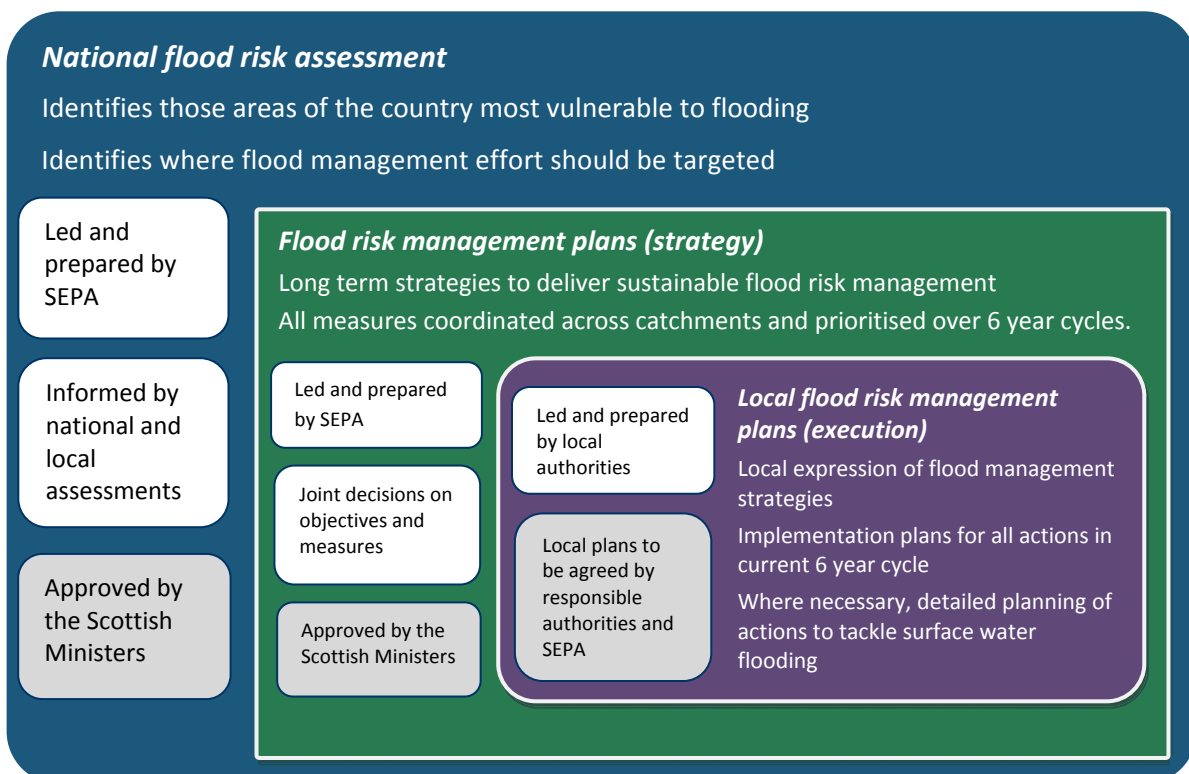 National flood risk assessment
Identifies those areas of the country most vulnerable to flooding
Identifies where flood management effort should be targeted
Led and
prepared by
SEPA
Informed by
national and
local
assessments
Approved by
the Scottish
Ministers
Flood risk management plans (strategy)
Long term strategies to deliver sustainable flood risk management
All measures coordinated across catchments and prioritised over 6 year cycles.
Led and prepared
by SEPA
Joint decisions on
objectives and
measures
Approved by the
Scottish Ministers
Led and prepared
by local
authorities
Local plans to
be agreed by
responsible
authorities and
SEPA
Local flood risk management
plans (execution)
Local expression of flood management
strategies
Implementation plans for all actions in
current 6 year cycle
Where necessary, detailed planning of
actions to tackle surface water
flooding